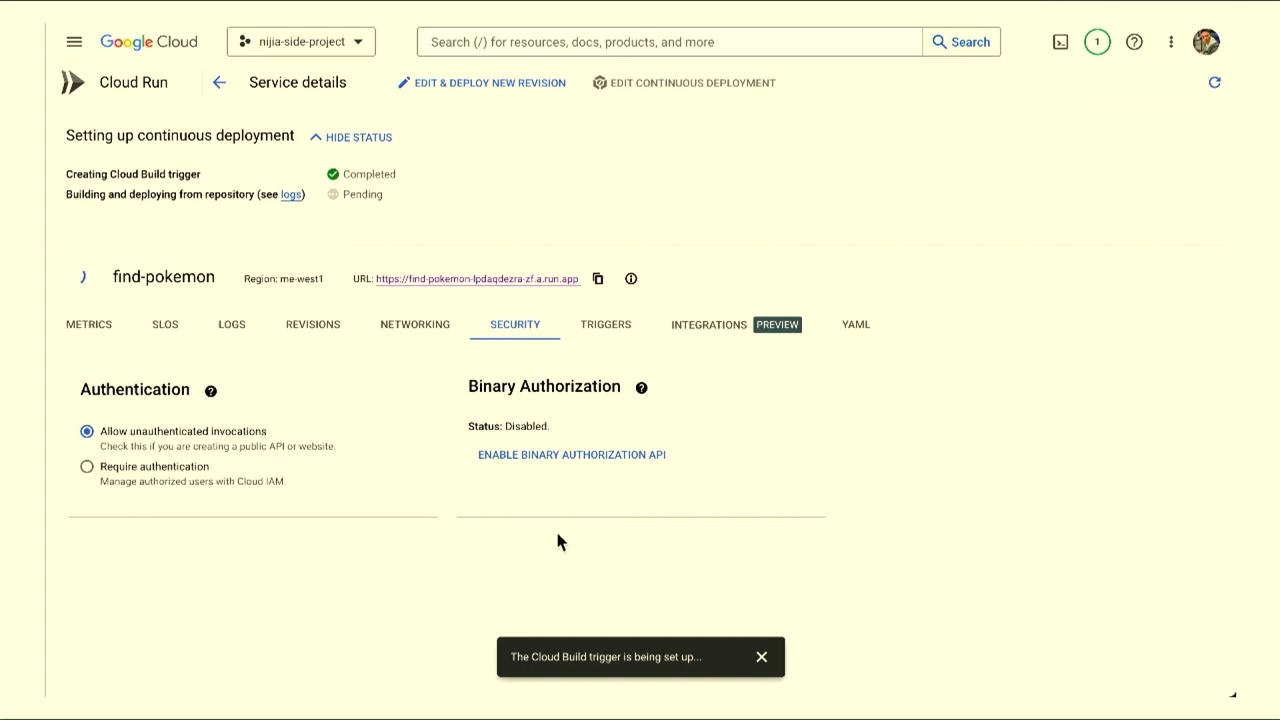 Google Cloud nijia-side-project Search (/) for resources, docs, products, and more Search 1
Cloud Run Service details EDIT & DEPLOY NEW REVISION EDIT CONTINUOUS DEPLOYMENT
Setting up continuous deployment HIDE STATUS
Creating Cloud Build trigger Completed
Building and deploying from repository (see logs) Pending
find-pokemon Region: me-west1 URL: https://find-pokemon-lpdaqdezra-zf.a.run.app
METRICS SLOS LOGS REVISIONS NETWORKING SECURITY TRIGGERS INTEGRATIONS PREVIEW YAML
Authentication
Allow unauthenticated invocations
Check this if you are creating a public API or website.
Require authentication
Manage authorized users with Cloud IAM.
Binary Authorization
Status: Disabled.
ENABLE BINARY AUTHORIZATION API
The Cloud Build trigger is being set up...